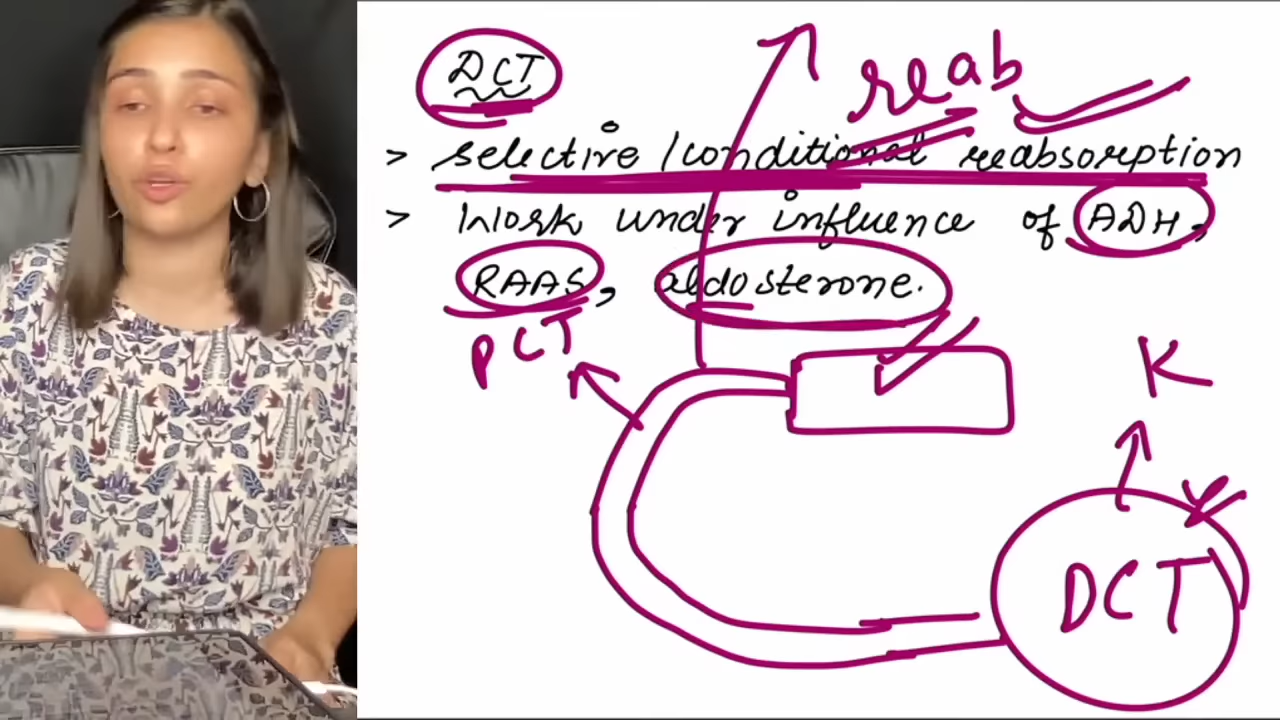 DCT
reab
> selective / conditional reabsorption
> Work under influence of ADH,
RAAS, aldosterone.
PCT
K
DCT